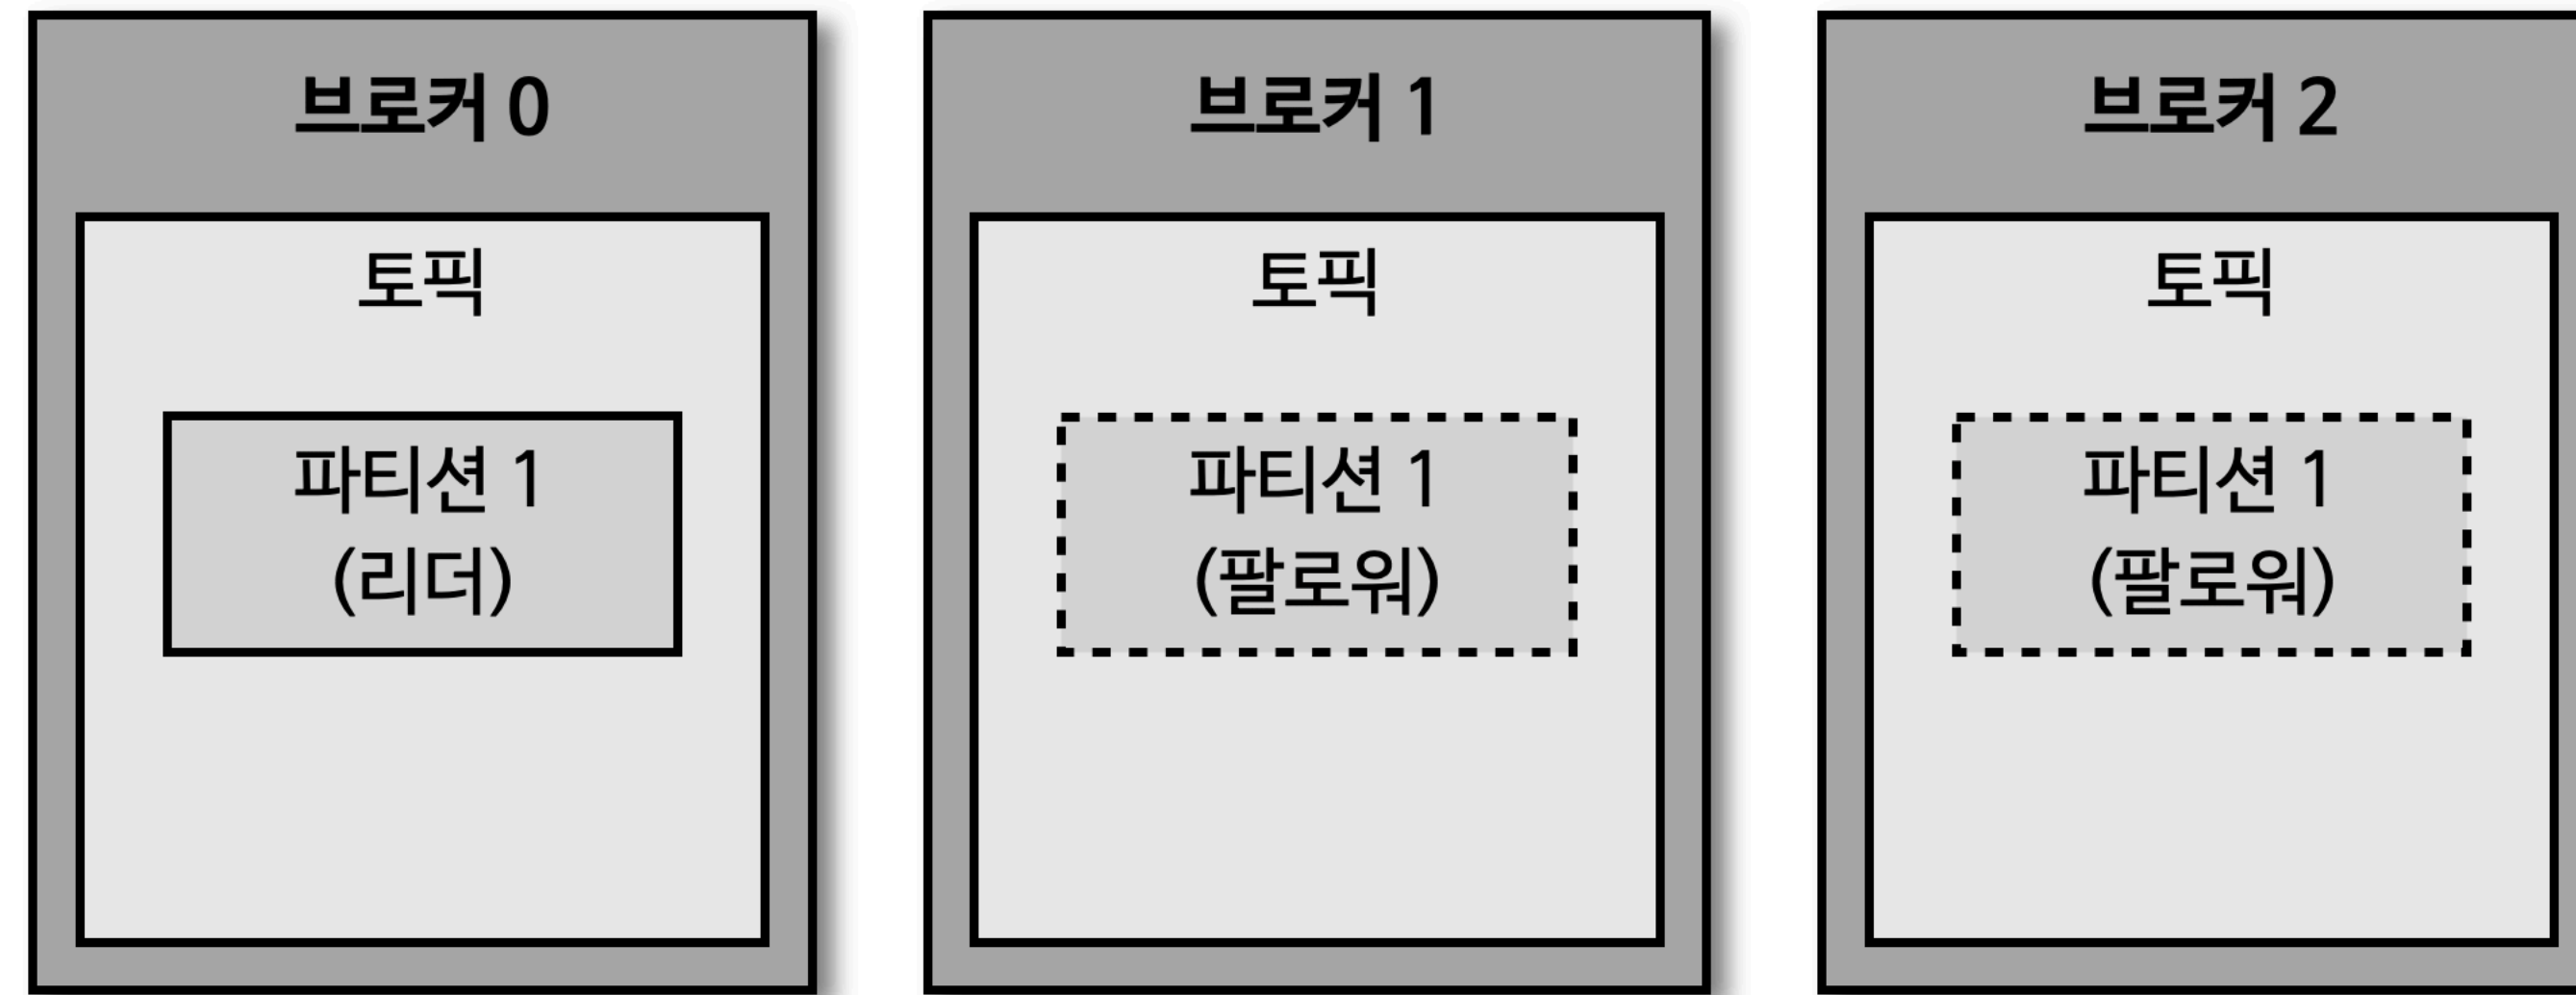 브로커 0
토픽
파티션 1
(리더)
브로커 1
토픽
파티션 1
(팔로워)
브로커 2
토픽
파티션 1
(팔로워)